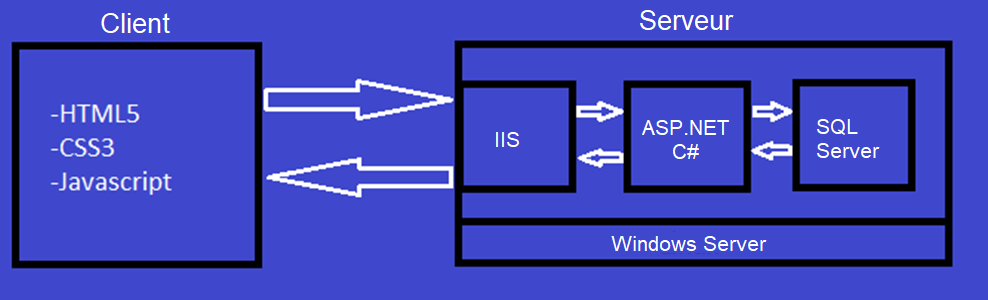 Client
Serveur
-HTML5
-CSS3
-Javascript
IIS
ASP.NET
C#
SQL
Server
Windows Server